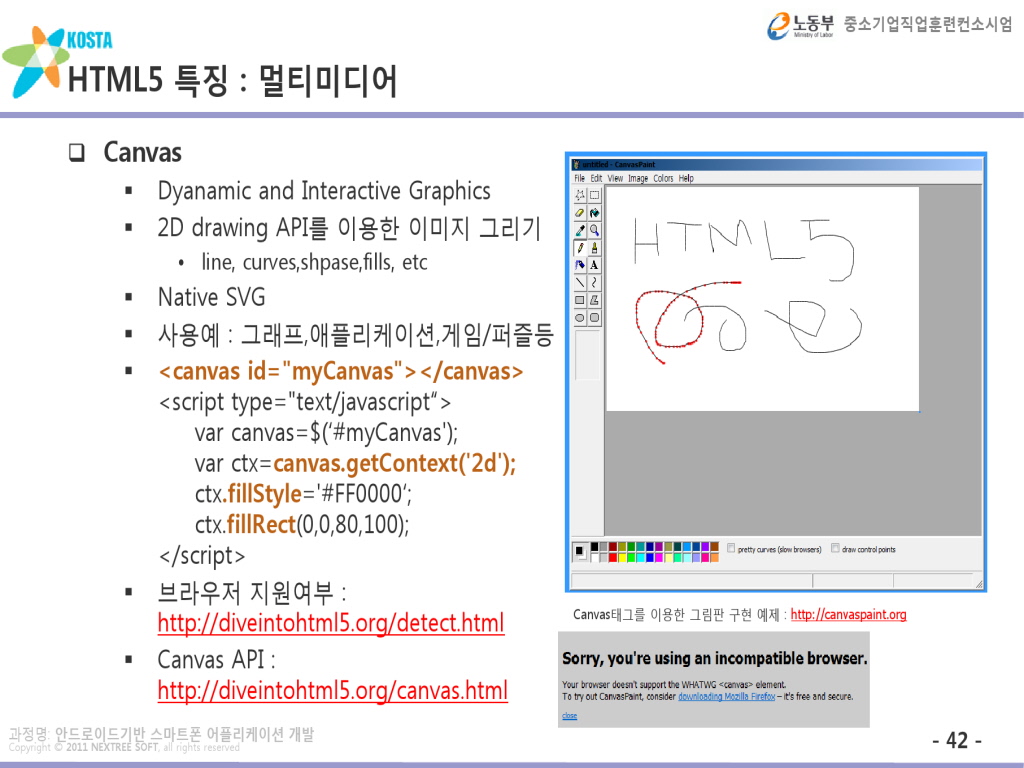 노동부 중소기업직업훈련컨소시엄
Ministry of Labor
KOSTA
HTML5 특징 : 멀티미디어
❑ Canvas
▪ Dyanamic and Interactive Graphics
▪ 2D drawing API를 이용한 이미지 그리기
• line, curves,shpase,fills, etc
▪ Native SVG
▪ 사용예 : 그래프,애플리케이션,게임/퍼즐등
▪ <canvas id="myCanvas"></canvas>
<script type="text/javascript“>
var canvas=$(‘#myCanvas');
var ctx=canvas.getContext('2d');
ctx.fillStyle='#FF0000‘;
ctx.fillRect(0,0,80,100);
</script>
▪ 브라우저 지원여부 :
http://diveintohtml5.org/detect.html
▪ Canvas API :
http://diveintohtml5.org/canvas.html
untitled - CanvasPaint
File Edit View Image Colors Help
A
HTML5
pretty curves (slow browsers) draw control points
Canvas태그를 이용한 그림판 구현 예제 : http://canvaspaint.org
Sorry, you're using an incompatible browser.
Your browser doesn't support the WHATWG <canvas> element.
To try out CanvasPaint, consider downloading Mozilla Firefox – it's free and secure.
close
과정명: 안드로이드기반 스마트폰 어플리케이션 개발
Copyright © 2011 NEXTREE SOFT, all rights reserved
- 42 -